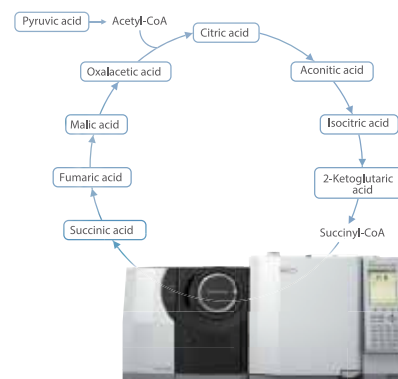 Pyruvic acid
Acetyl-CoA
Citric acid
Oxalacetic acid
Aconitic acid
Malic acid
Isocitric acid
Fumaric acid
2-Ketoglutaric
acid
Succinic acid
Succinyl-CoA